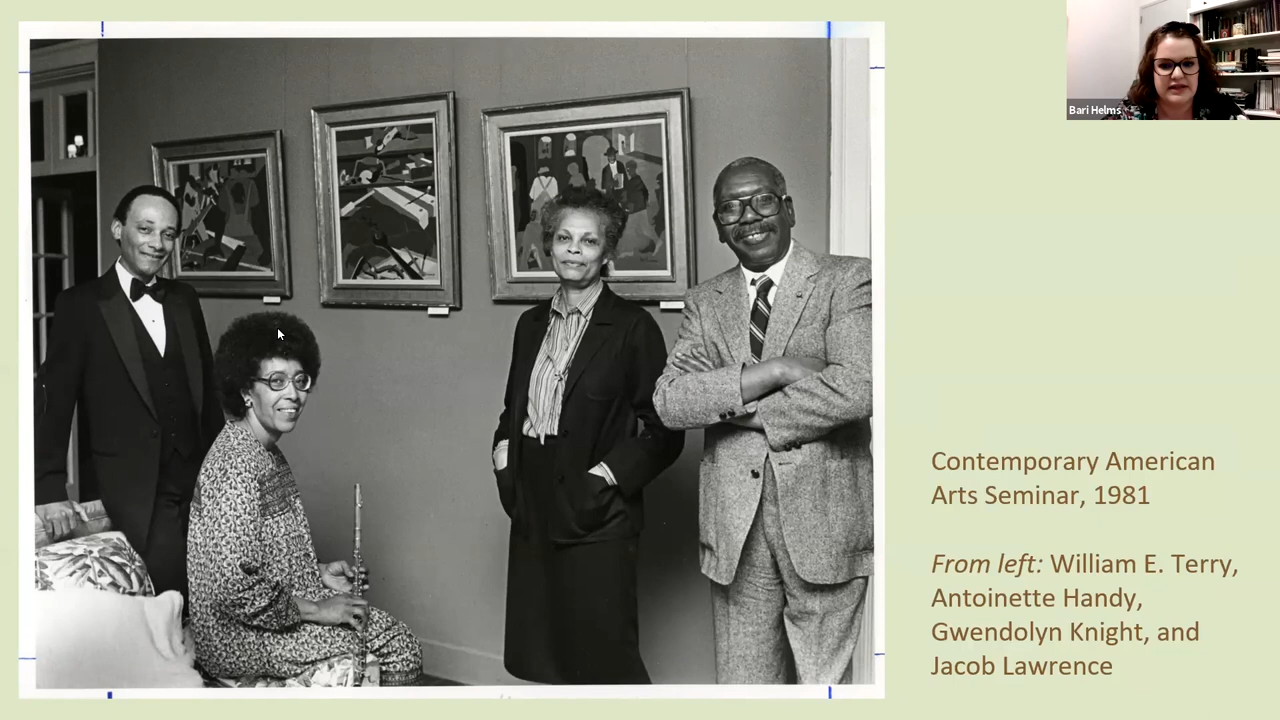 Bari Helms
Contemporary American
Arts Seminar, 1981
From left: William E. Terry,
Antoinette Handy,
Gwendolyn Knight, and
Jacob Lawrence